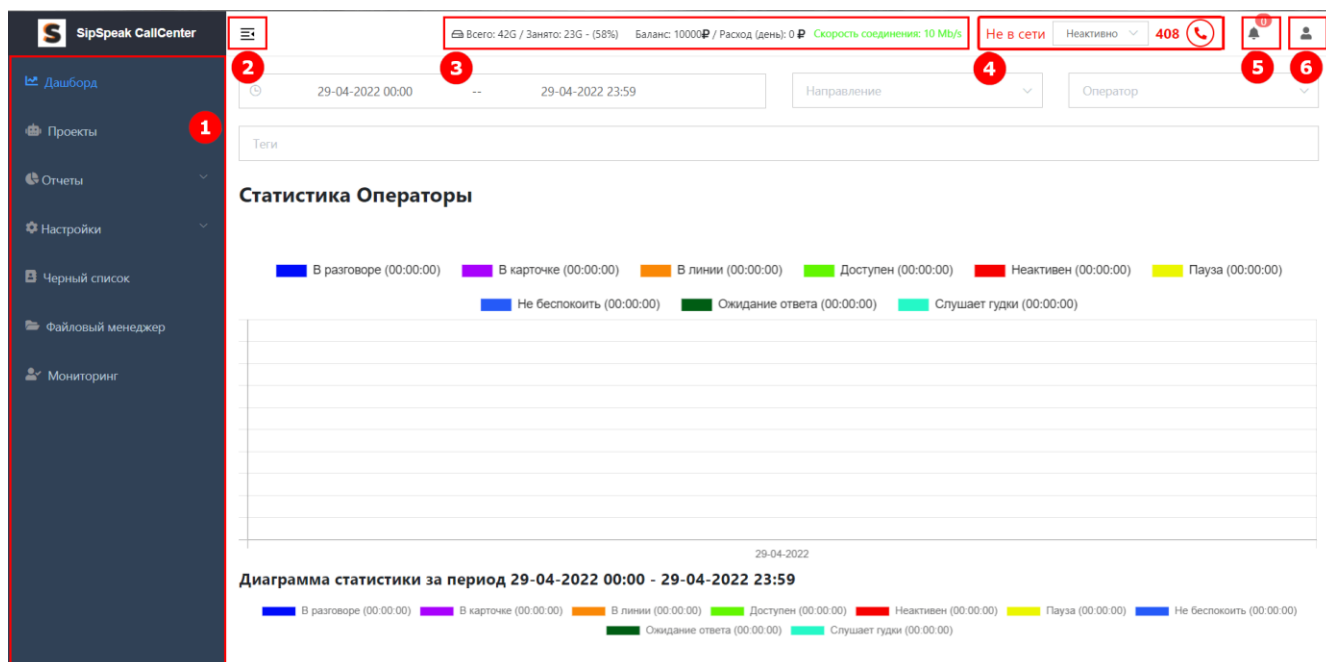 SipSpeak CallCenter
Всего: 42G / Занято: 23G - (58%) Баланс: 10000₽ / Расход (день): 0 ₽ Скорость соединения: 10 Mb/s
Не в сети Неактивно 408
0
2
3
4
5
6
Дашборд
29-04-2022 00:00 -- 29-04-2022 23:59 Направление Оператор
Проекты 1
Теги
Отчеты
Статистика Операторы
Настройки
В разговоре (00:00:00) В карточке (00:00:00) В линии (00:00:00) Доступен (00:00:00) Неактивен (00:00:00) Пауза (00:00:00)
Черный список
Не беспокоить (00:00:00) Ожидание ответа (00:00:00) Слушает гудки (00:00:00)
Файловый менеджер
Мониторинг
29-04-2022
Диаграмма статистики за период 29-04-2022 00:00 - 29-04-2022 23:59
В разговоре (00:00:00) В карточке (00:00:00) В линии (00:00:00) Доступен (00:00:00) Неактивен (00:00:00) Пауза (00:00:00) Не беспокоить (00:00:00)
Ожидание ответа (00:00:00) Слушает гудки (00:00:00)